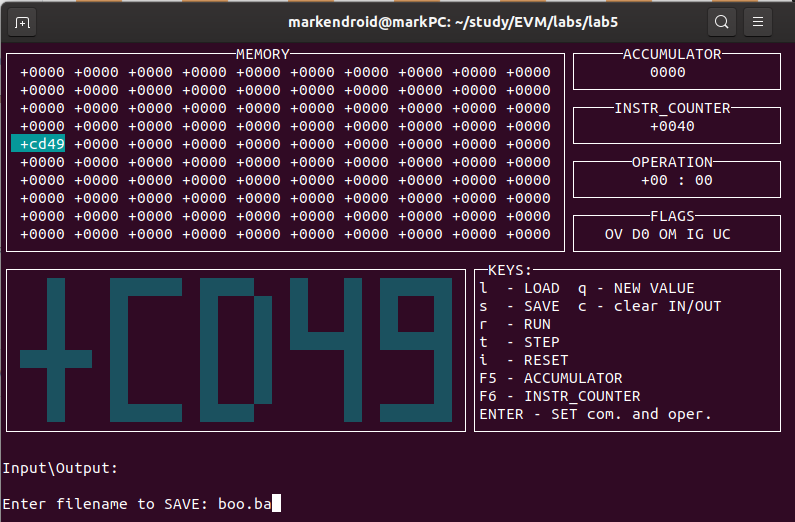 markendroid@markPC: ~/study/EVM/labs/lab5
MEMORY
+0000 +0000 +0000 +0000 +0000 +0000 +0000 +0000 +0000 +0000
+0000 +0000 +0000 +0000 +0000 +0000 +0000 +0000 +0000 +0000
+0000 +0000 +0000 +0000 +0000 +0000 +0000 +0000 +0000 +0000
+0000 +0000 +0000 +0000 +0000 +0000 +0000 +0000 +0000 +0000
+cd49 +0000 +0000 +0000 +0000 +0000 +0000 +0000 +0000 +0000
+0000 +0000 +0000 +0000 +0000 +0000 +0000 +0000 +0000 +0000
+0000 +0000 +0000 +0000 +0000 +0000 +0000 +0000 +0000 +0000
+0000 +0000 +0000 +0000 +0000 +0000 +0000 +0000 +0000 +0000
+0000 +0000 +0000 +0000 +0000 +0000 +0000 +0000 +0000 +0000
+0000 +0000 +0000 +0000 +0000 +0000 +0000 +0000 +0000 +0000
ACCUMULATOR
0000
INSTR_COUNTER
+0040
OPERATION
+00 : 00
FLAGS
OV D0 OM IG UC
+CD49
KEYS:
l - LOAD q - NEW VALUE
s - SAVE c - clear IN/OUT
r - RUN
t - STEP
i - RESET
F5 - ACCUMULATOR
F6 - INSTR_COUNTER
ENTER - SET com. and oper.
Input\Output:
Enter filename to SAVE: boo.ba